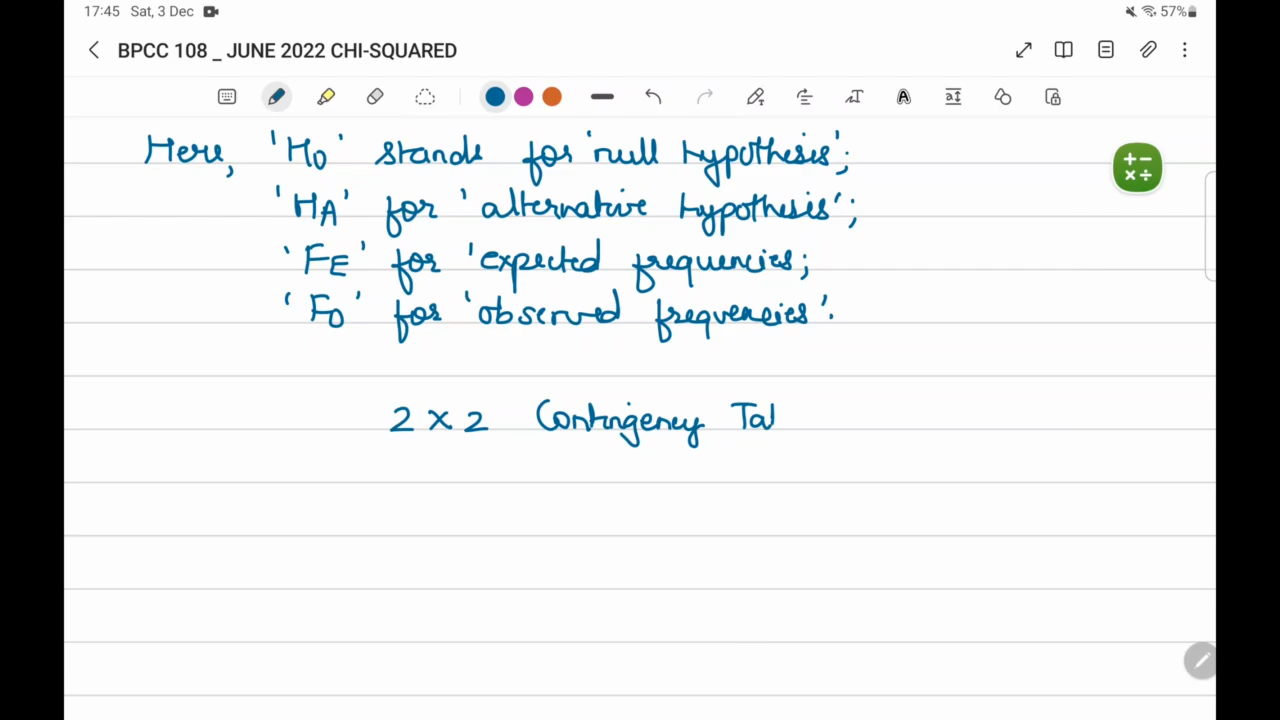 17:45 Sat, 3 Dec 57%
BPCC 108 _ JUNE 2022 CHI-SQUARED
Here, 'H0' stands for 'null hypothesis';
'HA' for 'alternative hypothesis';
'FE' for 'expected frequencies;
'FO' for 'observed frequencies'.
2 × 2 Contingency Tal